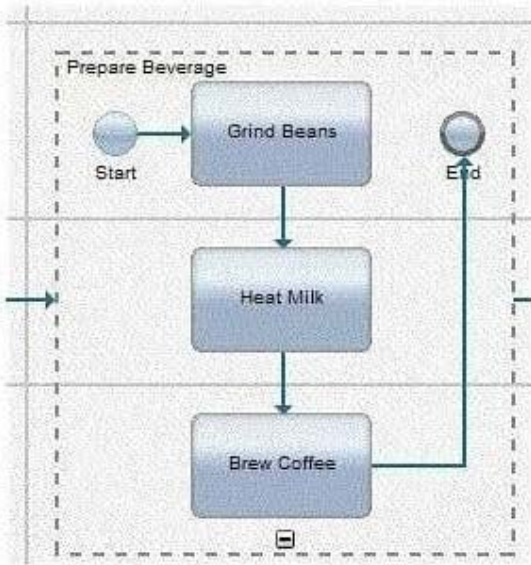 Prepare Beverage
Grind Beans
Start
End
Heat Milk
Brew Coffee